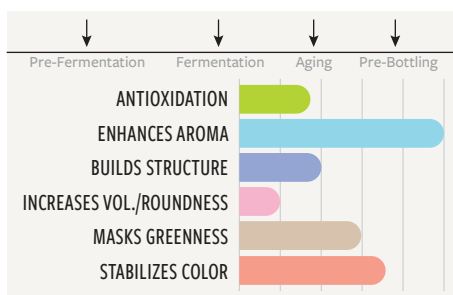 Pre-Fermentation Fermentation Aging Pre-Bottling
ANTIOXIDATION
ENHANCES AROMA
BUILDS STRUCTURE
INCREASES VOL./ROUNDNESS
MASKS GREENNESS
STABILIZES COLOR